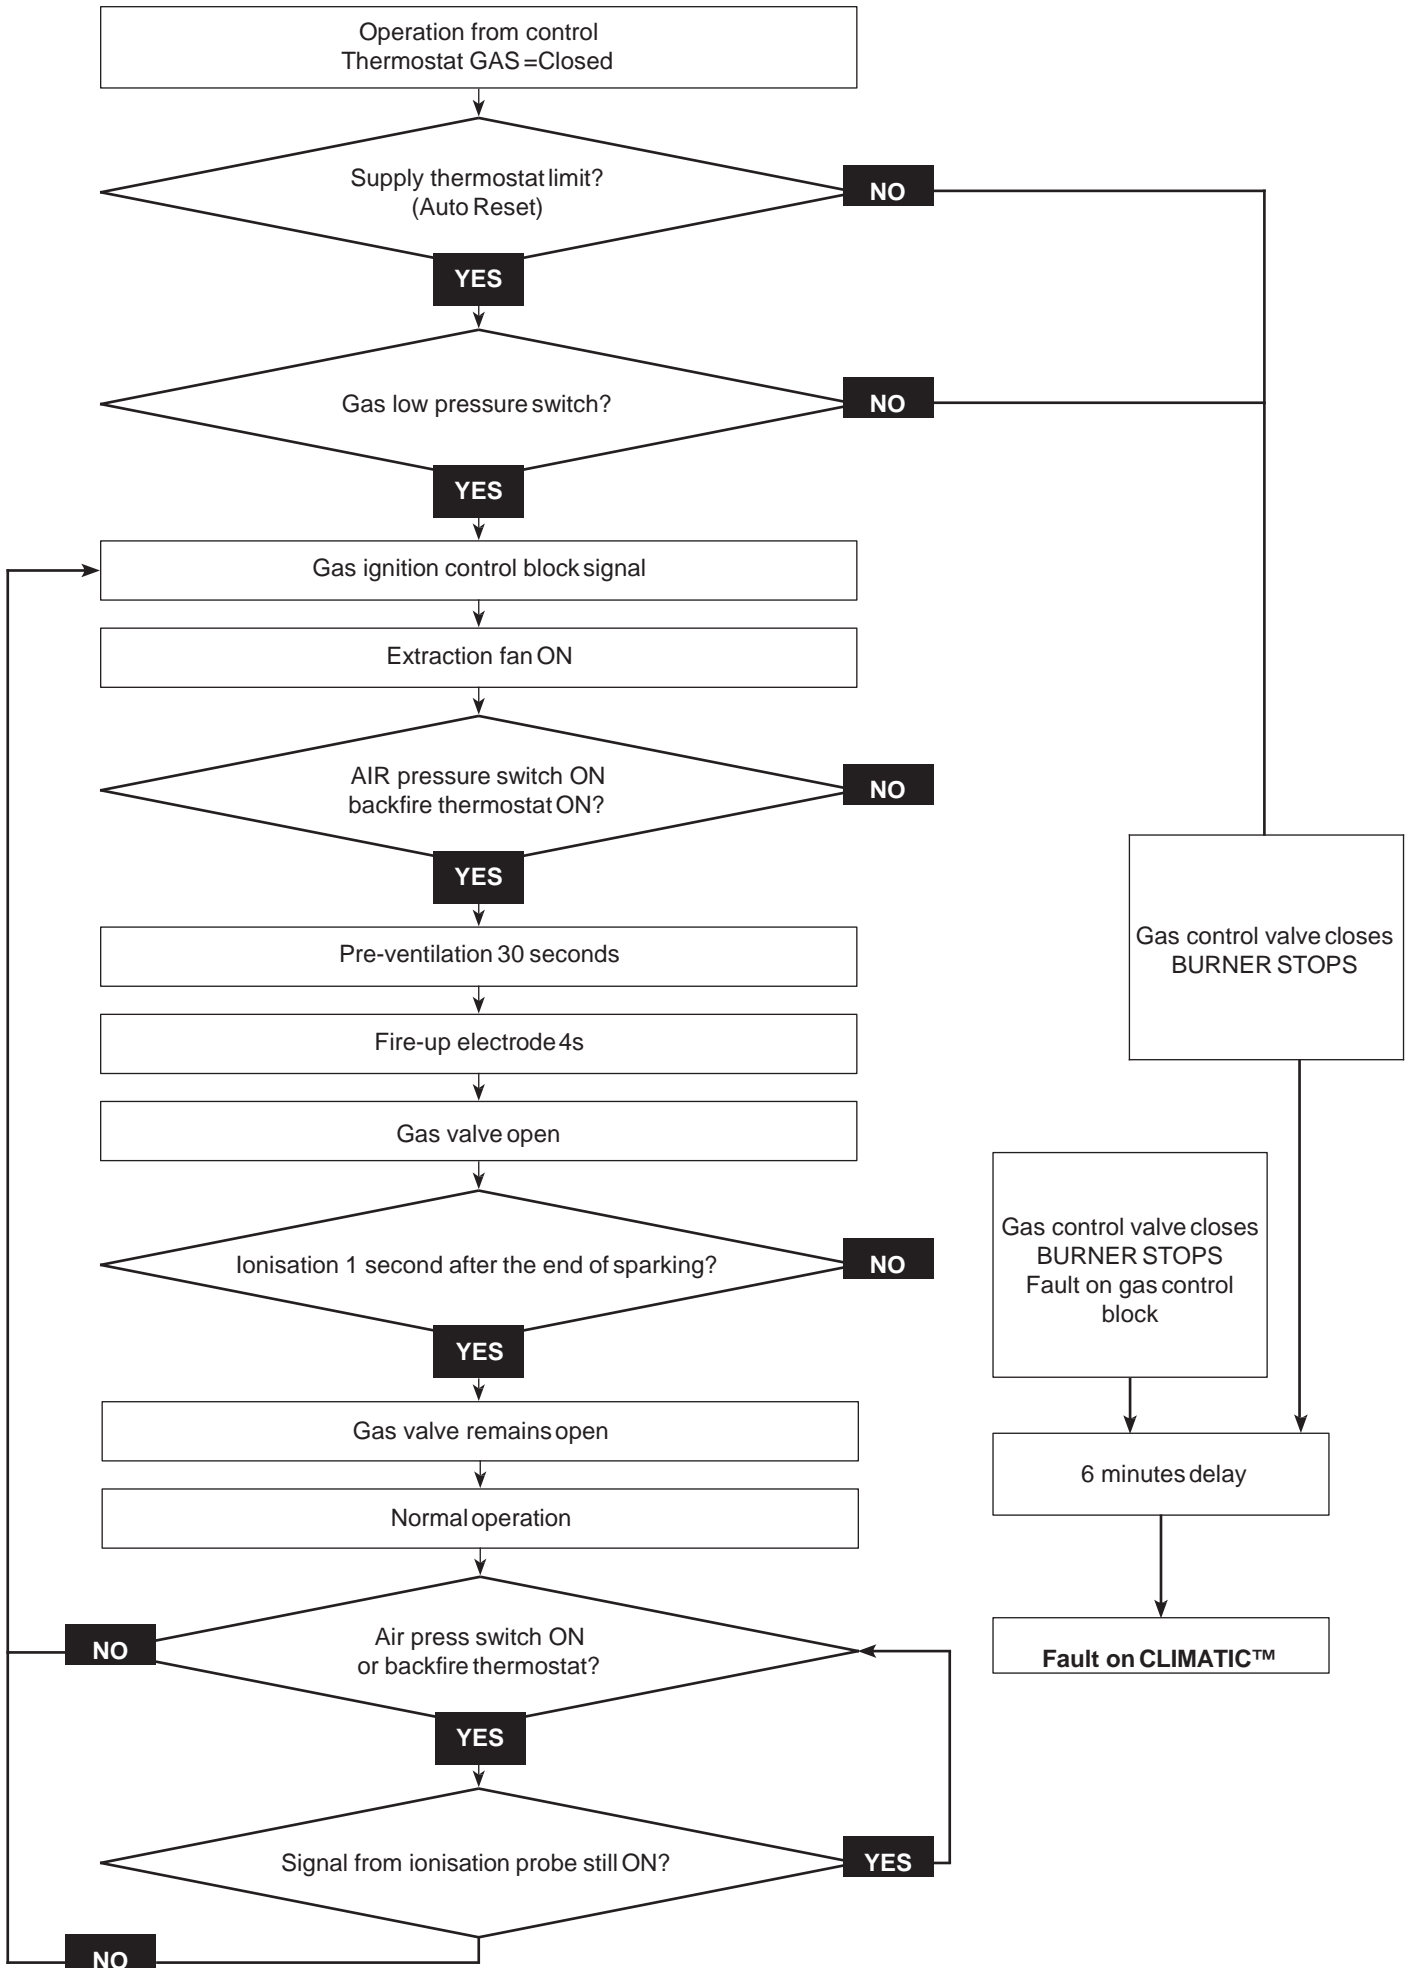 Operation from control
Thermostat GAS =Closed
Supply thermostat limit?
(Auto Reset)
NO
YES
Gas low pressure switch?
NO
YES
Gas ignition control block signal
Extraction fan ON
AIR pressure switch ON
backfire thermostat ON?
NO
YES
Pre-ventilation 30 seconds
Fire-up electrode 4s
Gas valve open
Ionisation 1 second after the end of sparking?
NO
YES
Gas valve remains open
Normal operation
Air press switch ON
or backfire thermostat?
NO
YES
Signal from ionisation probe still ON?
YES
NO
Gas control valve closes
BURNER STOPS
Gas control valve closes
BURNER STOPS
Fault on gas control
block
6 minutes delay
Fault on CLIMATIC™